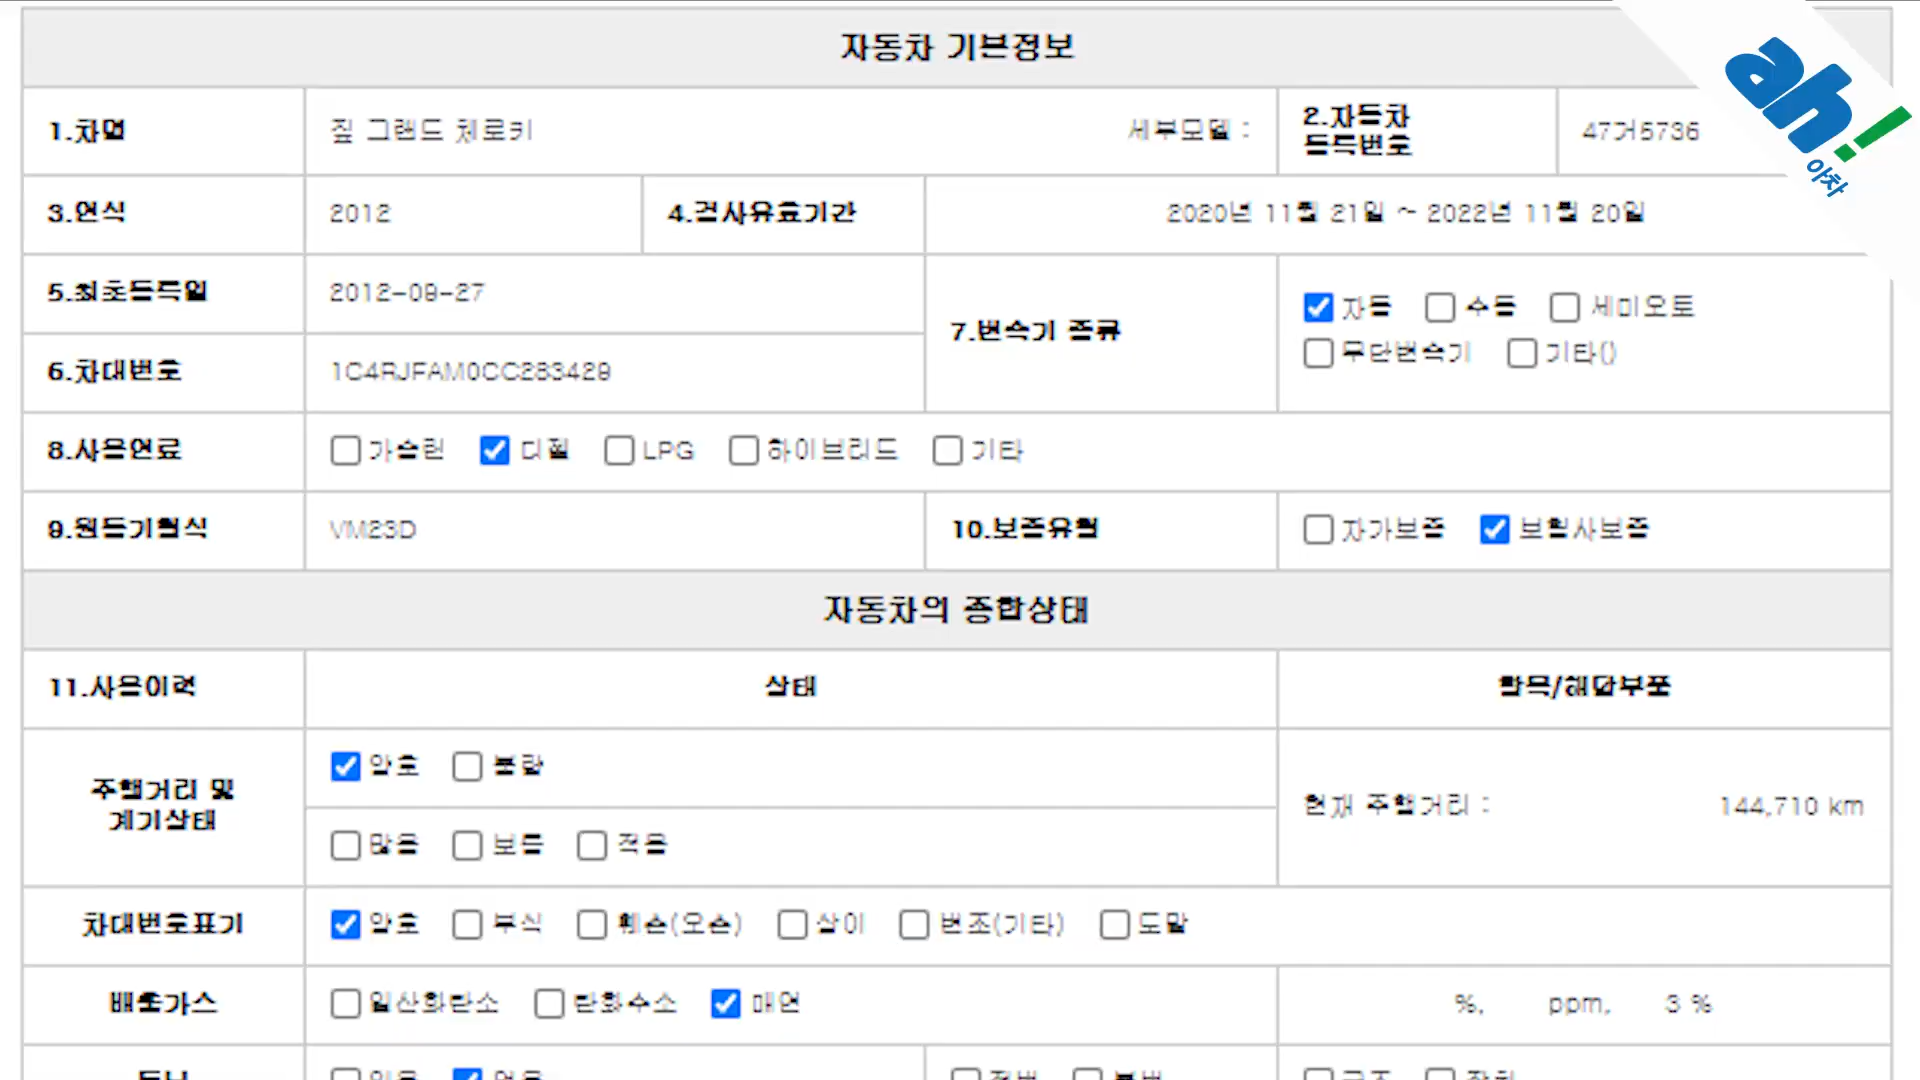 자동차 기본정보
1.차명 짚 그랜드 체로키 세부모델 : 2.자동차 등록번호 47거5736
3.연식 2012 4.검사유효기간 2020년 11월 21일 ~ 2022년 11월 20일
5.최초등록일 2012-09-27
7.변속기 종류 자동 수동 세미오토
무단변속기 기타()
6.차대번호 1C4RJFAM0CC283429
8.사용연료 가솔린 디젤 LPG 하이브리드 기타
9.원동기형식 VM23D 10.보증유형 자가보증 보험사보증
자동차의 종합상태
11.사용이력 상태 항목/해당부품
주행거리 및
계기상태
양호 불량
많음 보통 적음
현재 주행거리 : 144,710 km
차대번호표기 양호 부식 훼손(오손) 상이 변조(기타) 도말
배출가스 일산화탄소 탄화수소 매연 %, ppm, 3 %
ah!
아차